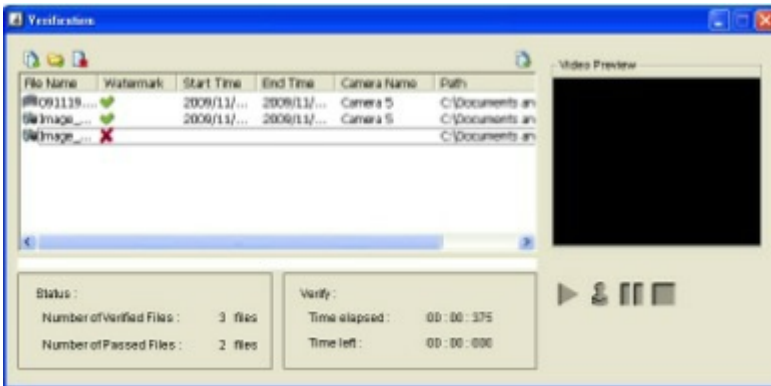 Verification
Video Preview
File Name Watermark Start Time End Time Camera Name Path
091119.... 2009/11/... 2009/11/... Camera 5 C:\Documents an
Image_... 2009/11/... 2009/11/... Camera 5 C:\Documents an
Image_... C:\Documents an
Status :
Number of Verified Files : 3 files
Number of Passed Files : 2 files
Verify :
Time elapsed : 00 : 00 : 375
Time left : 00 : 00 : 000